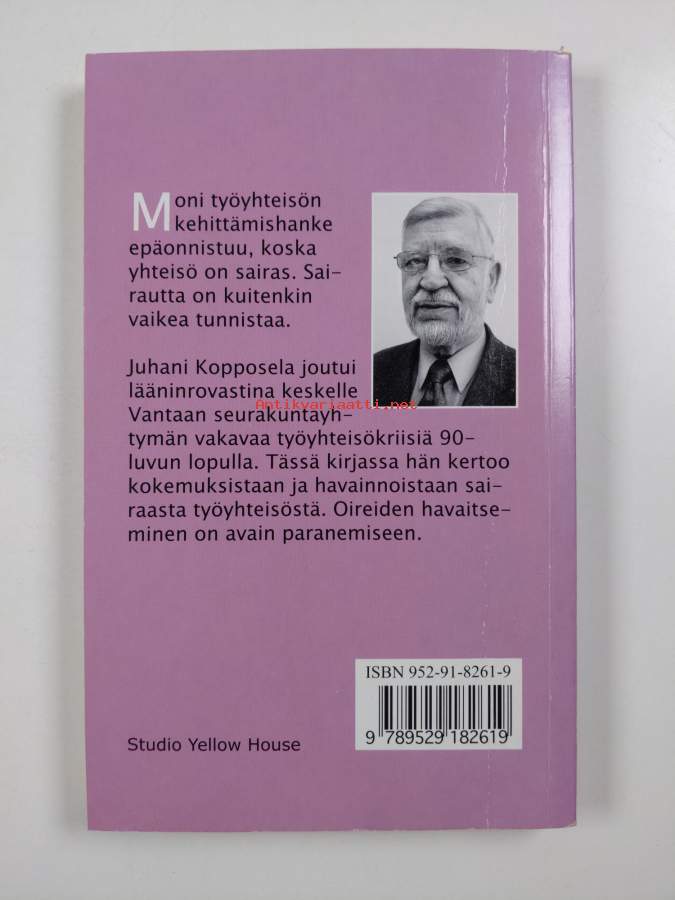 Moni työyhteisön
kehittämishanke
epäonnistuu, koska
yhteisö on sairas. Sai-
rautta on kuitenkin
vaikea tunnistaa.
Juhani Kopposela joutui
lääninrovastina keskelle
Antikvariaatti.net
Vantaan seurakuntayh-
tymän vakavaa työyhteisökriisiä 90-
luvun lopulla. Tässä kirjassa hän kertoo
kokemuksistaan ja havainnoistaan sai-
raasta työyhteisöstä. Oireiden havaitse-
minen on avain paranemiseen.
ISBN 952-91-8261-9
9 789529 182619
Studio Yellow House